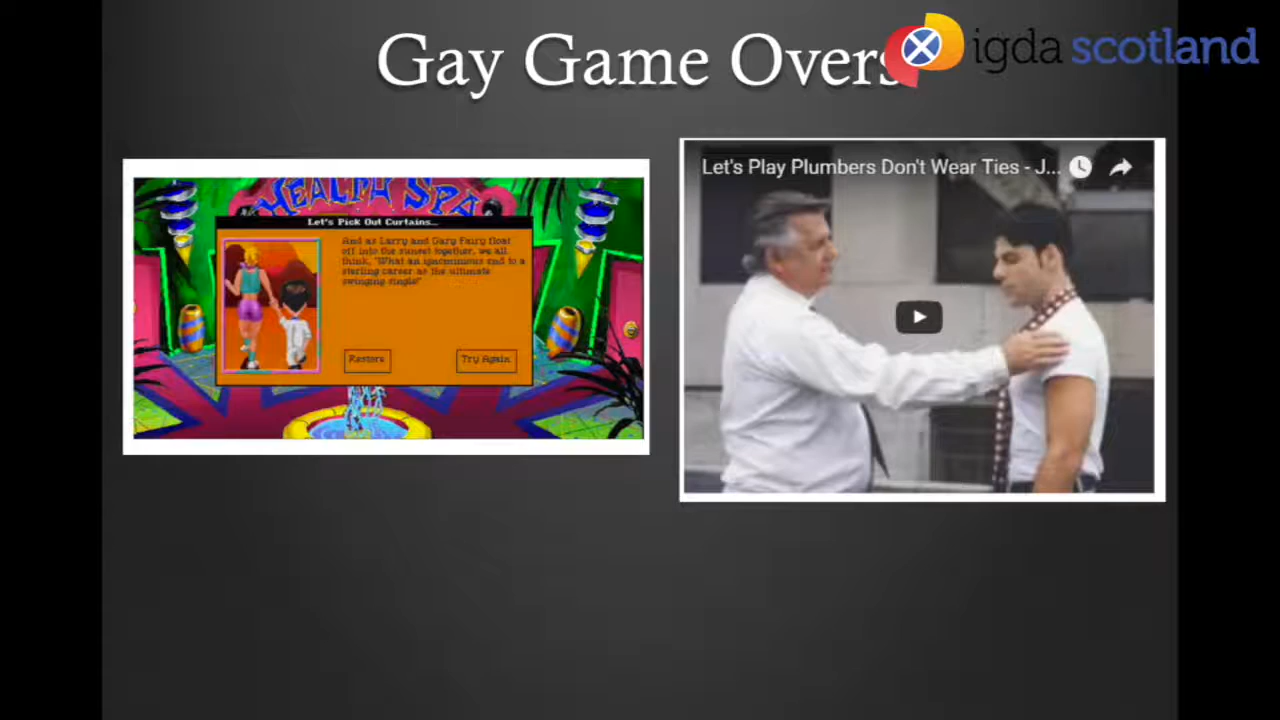 Gay Game Overs
igda scotland
HEALTH SPA
Let's Pick Out Curtains...
And as Larry and Gary Fairy float
off into the sunset together, we all
think, "What an ignominious end to a
sterling career as the ultimate
swinging single!"
Restore
Try Again
Let's Play Plumbers Don't Wear Ties - J...